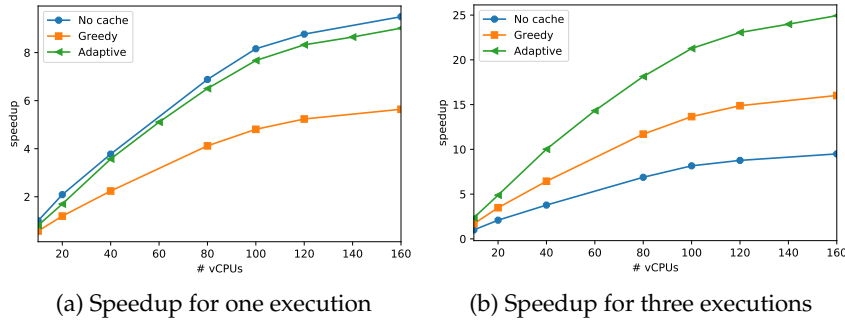 No cache
Greedy
Adaptive
speedup
8
6
4
2
20 40 60 80 100 120 140 160
# vCPUs
(a) Speedup for one execution
No cache
Greedy
Adaptive
speedup
25
20
15
10
5
0
20 40 60 80 100 120 140 160
# vCPUs
(b) Speedup for three executions